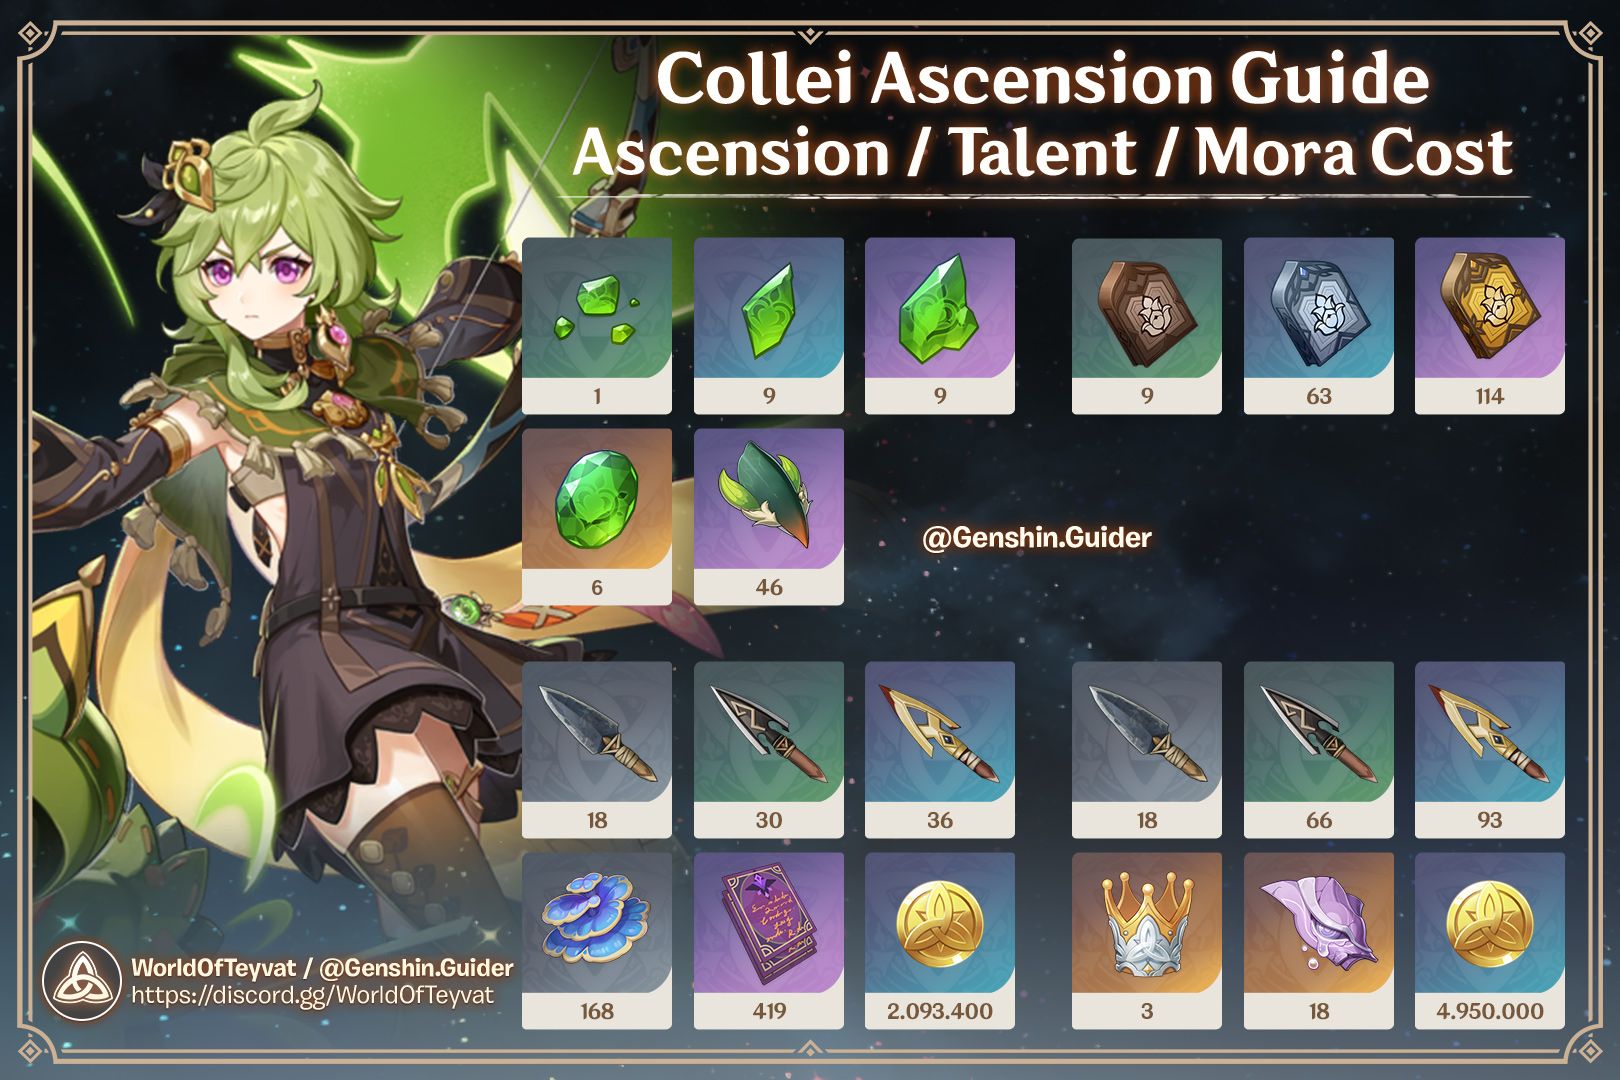 Collei Ascension Guide
Ascension / Talent / Mora Cost
1 9 9 9 63 114
6 46
@Genshin.Guider
18 30 36 18 66 93
168 419 2.093.400 3 18 4.950.000
WorldOfTeyvat / @Genshin.Guider
https://discord.gg/WorldOfTeyvat